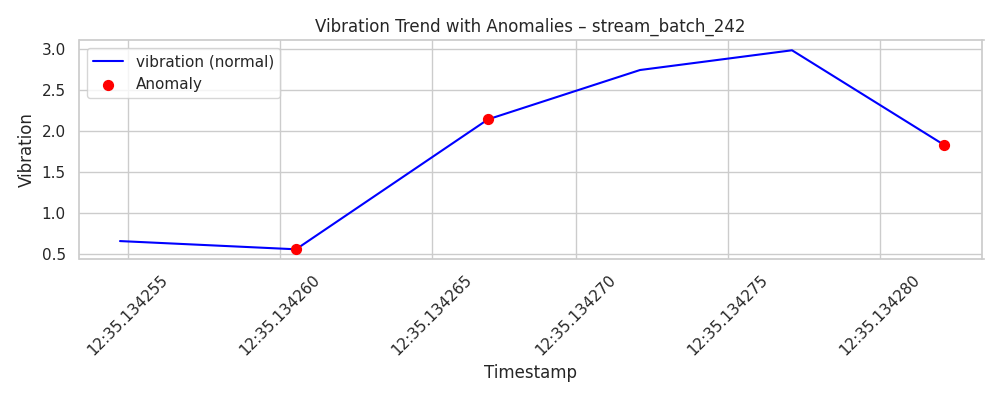 Vibration Trend with Anomalies – stream_batch_242
vibration (normal)
Anomaly
Vibration
3.0
2.5
2.0
1.5
1.0
0.5
12:35.134255
12:35.134260
12:35.134265
12:35.134270
12:35.134275
12:35.134280
Timestamp